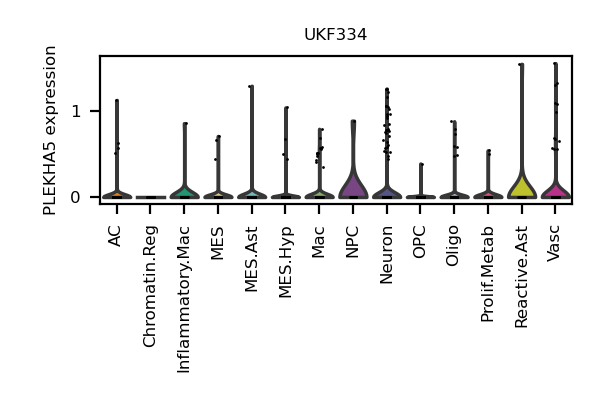 UKF334
PLEKHA5 expression
1
0
AC
Chromatin.Reg
Inflammatory.Mac
MES
MES.Ast
MES.Hyp
Mac
NPC
Neuron
OPC
Oligo
Prolif.Metab
Reactive.Ast
Vasc